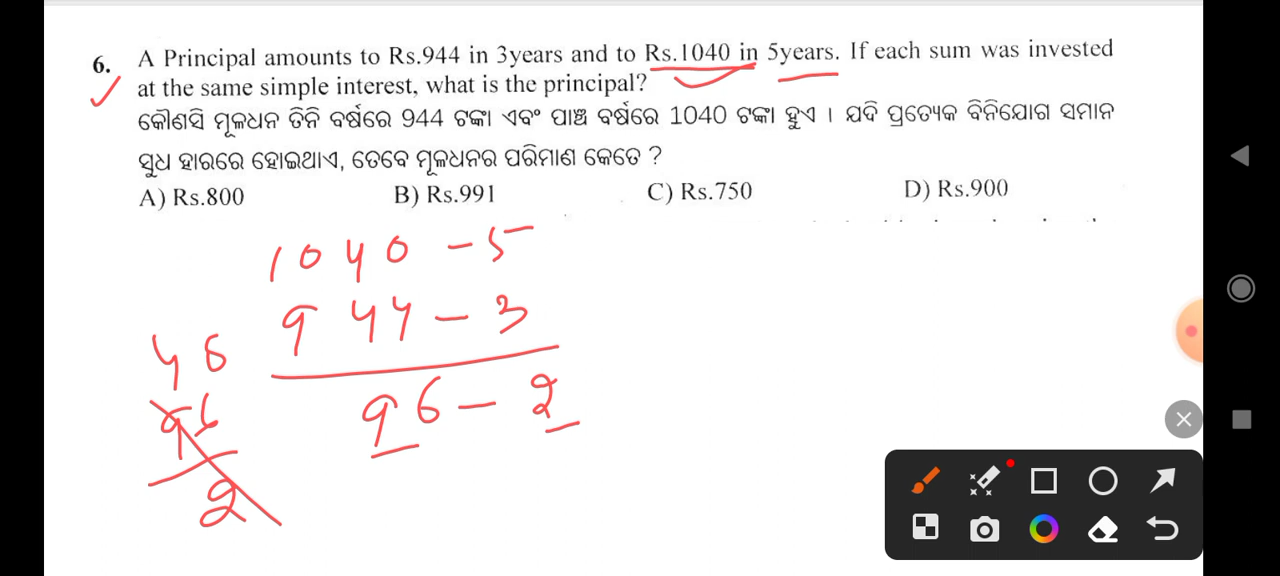 6. A Principal amounts to Rs.944 in 3years and to Rs.1040 in 5years. If each sum was invested
at the same simple interest, what is the principal?
କୌଣସି ମୂଳଧନ ତିନି ବର୍ଷରେ 944 ଟଙ୍କା ଏବଂ ପାଞ୍ଚ ବର୍ଷରେ 1040 ଟଙ୍କା ହୁଏ । ଯଦି ପ୍ରତ୍ୟେକ ବିନିଯୋଗ ସମାନ
ସୁଧ ହାରରେ ହୋଇଥାଏ, ତେବେ ମୂଳଧନର ପରିମାଣ କେତେ ?
A) Rs.800 B) Rs.991 C) Rs.750 D) Rs.900
1040 - 5
944 - 3
96 - 2
46
96
2